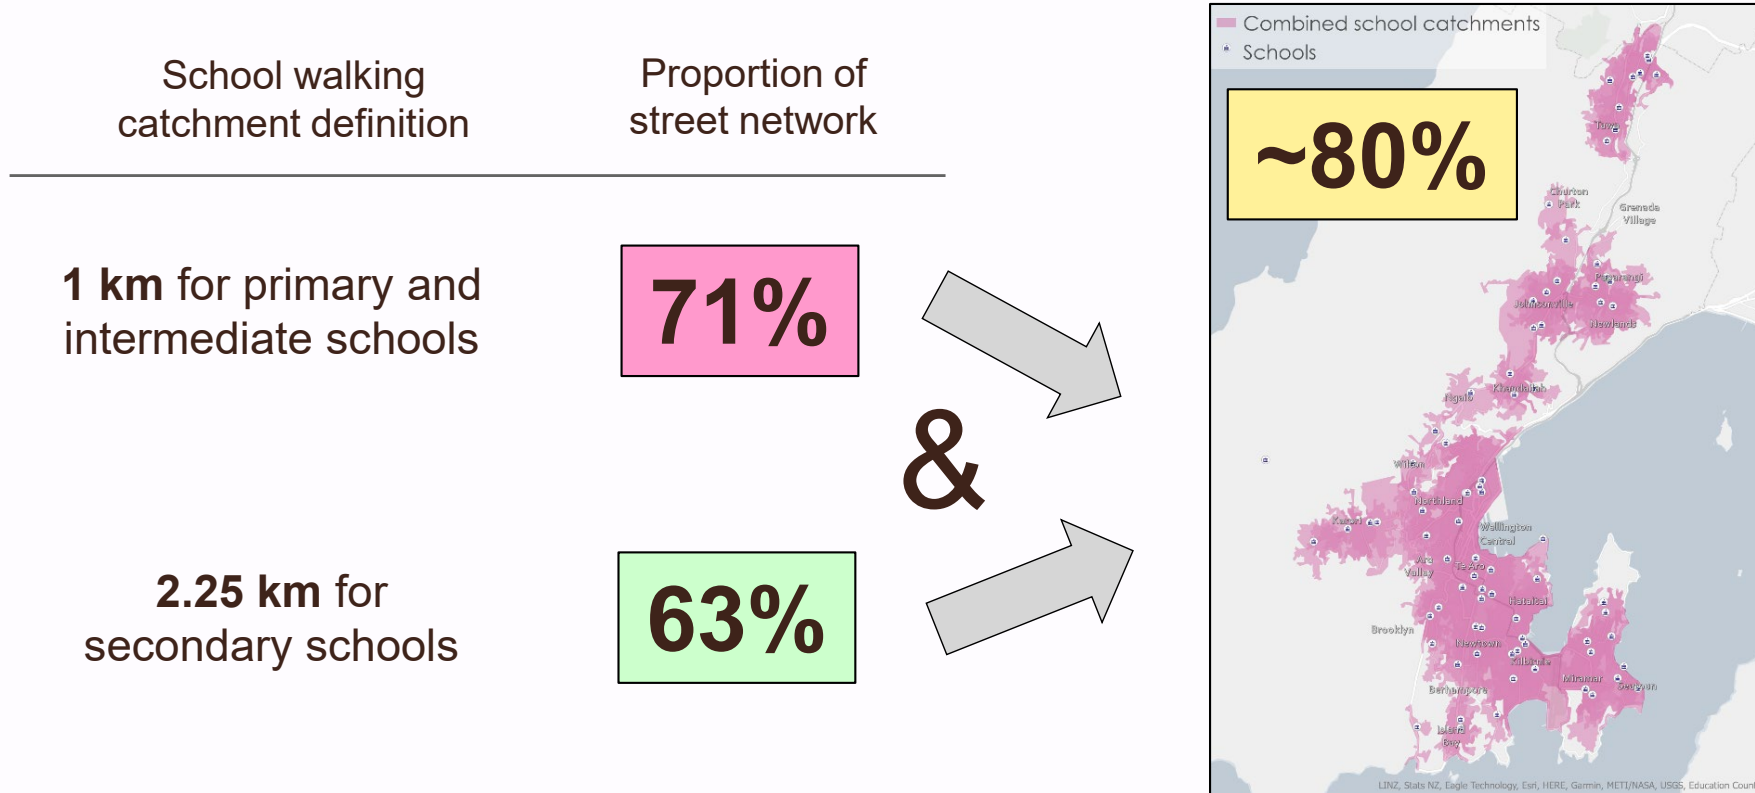 School walking
catchment definition
Proportion of
street network
1 km for primary and
intermediate schools
71%
&
2.25 km for
secondary schools
63%
Combined school catchments
Schools
~80%
Tawa
Churton
Park
Grenada
Village
Paparangi
Johnsonville
Newlands
Khandallah
Ngaio
Wilton
Northland
Karori
Wellington
Central
Aro
Valley
Te Aro
Hataitai
Brooklyn
Newtown
Kilbirnie
Miramar
Seatoun
Berhampore
Island
Bay
LINZ, Stats NZ, Eagle Technology, Esri, HERE, Garmin, METI/NASA, USGS, Education Count